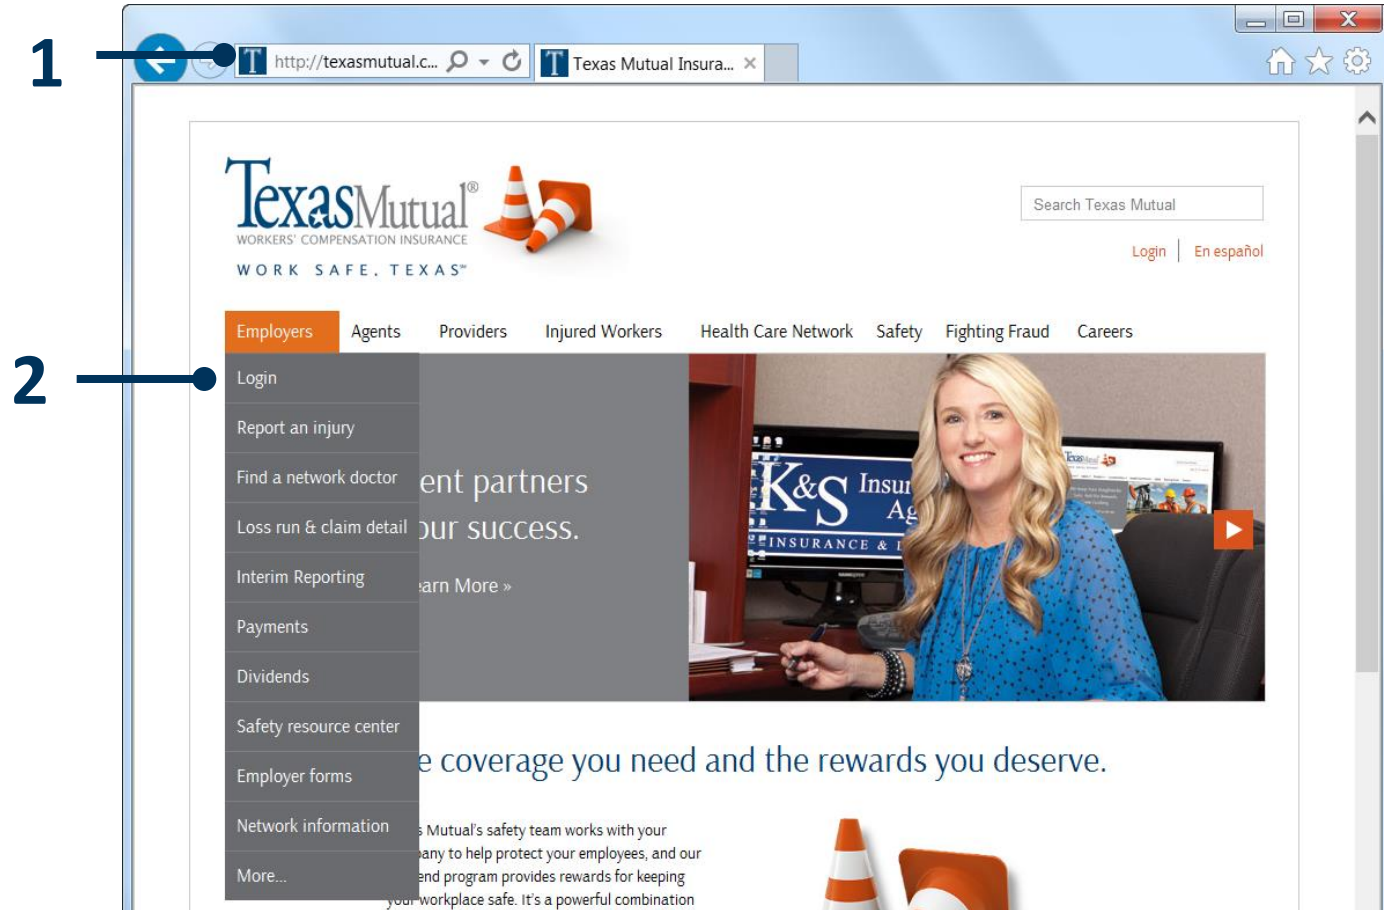 1
http://texasmutual.c...
Texas Mutual Insura...
TexasMutual®
WORKERS' COMPENSATION INSURANCE
WORK SAFE, TEXAS℠
Search Texas Mutual
Login
En español
Employers
Agents
Providers
Injured Workers
Health Care Network
Safety
Fighting Fraud
Careers
2
Login
Report an injury
Find a network doctor
Loss run & claim detail
Interim Reporting
Payments
Dividends
Safety resource center
Employer forms
Network information
More...
ent partners
our success.
earn More »
K&S Insur
Ag
INSURANCE &
e coverage you need and the rewards you deserve.
s Mutual's safety team works with your
pany to help protect your employees, and our
end program provides rewards for keeping
your workplace safe. It's a powerful combination